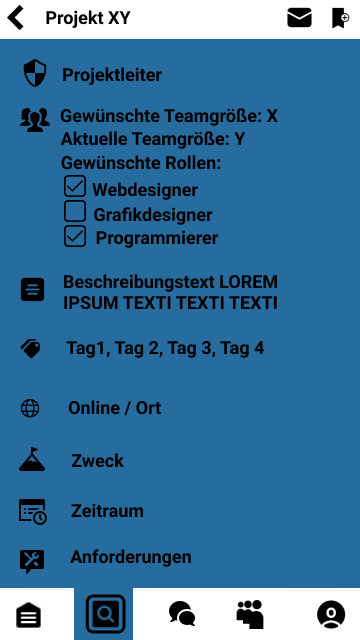 Projekt XY
Projektleiter
Gewünschte Teamgröße: X
Aktuelle Teamgröße: Y
Gewünschte Rollen:
Webdesigner
Grafikdesigner
Programmierer
Beschreibungstext LOREM
IPSUM TEXTI TEXTI TEXTI
Tag1, Tag 2, Tag 3, Tag 4
Online / Ort
Zweck
Zeitraum
Anforderungen